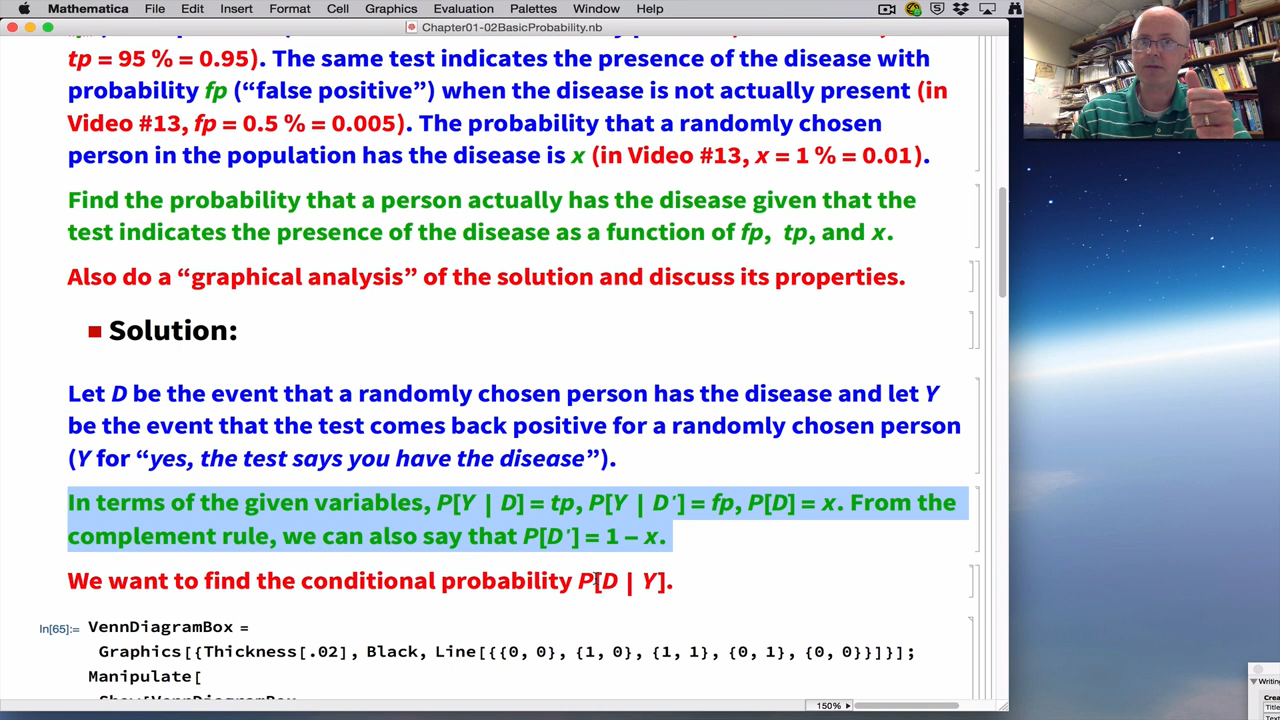 Mathematica File Edit Insert Format Cell Graphics Evaluation Palettes Window Help
Chapter01-02BasicProbability.nb
tp = 95 % = 0.95). The same test indicates the presence of the disease with
probability fp (“false positive”) when the disease is not actually present (in
Video #13, fp = 0.5 % = 0.005). The probability that a randomly chosen
person in the population has the disease is x (in Video #13, x = 1 % = 0.01).
Find the probability that a person actually has the disease given that the
test indicates the presence of the disease as a function of fp, tp, and x.
Also do a “graphical analysis” of the solution and discuss its properties.
Solution:
Let D be the event that a randomly chosen person has the disease and let Y
be the event that the test comes back positive for a randomly chosen person
(Y for “yes, the test says you have the disease”).
In terms of the given variables, P[Y | D] = tp, P[Y | D′] = fp, P[D] = x. From the
complement rule, we can also say that P[D′] = 1 − x.
We want to find the conditional probability P[D | Y].
In[65]:= VennDiagramBox =
Graphics[{Thickness[.02], Black, Line[{{0, 0}, {1, 0}, {1, 1}, {0, 1}, {0, 0}}]}];
Manipulate[
150%
Writing